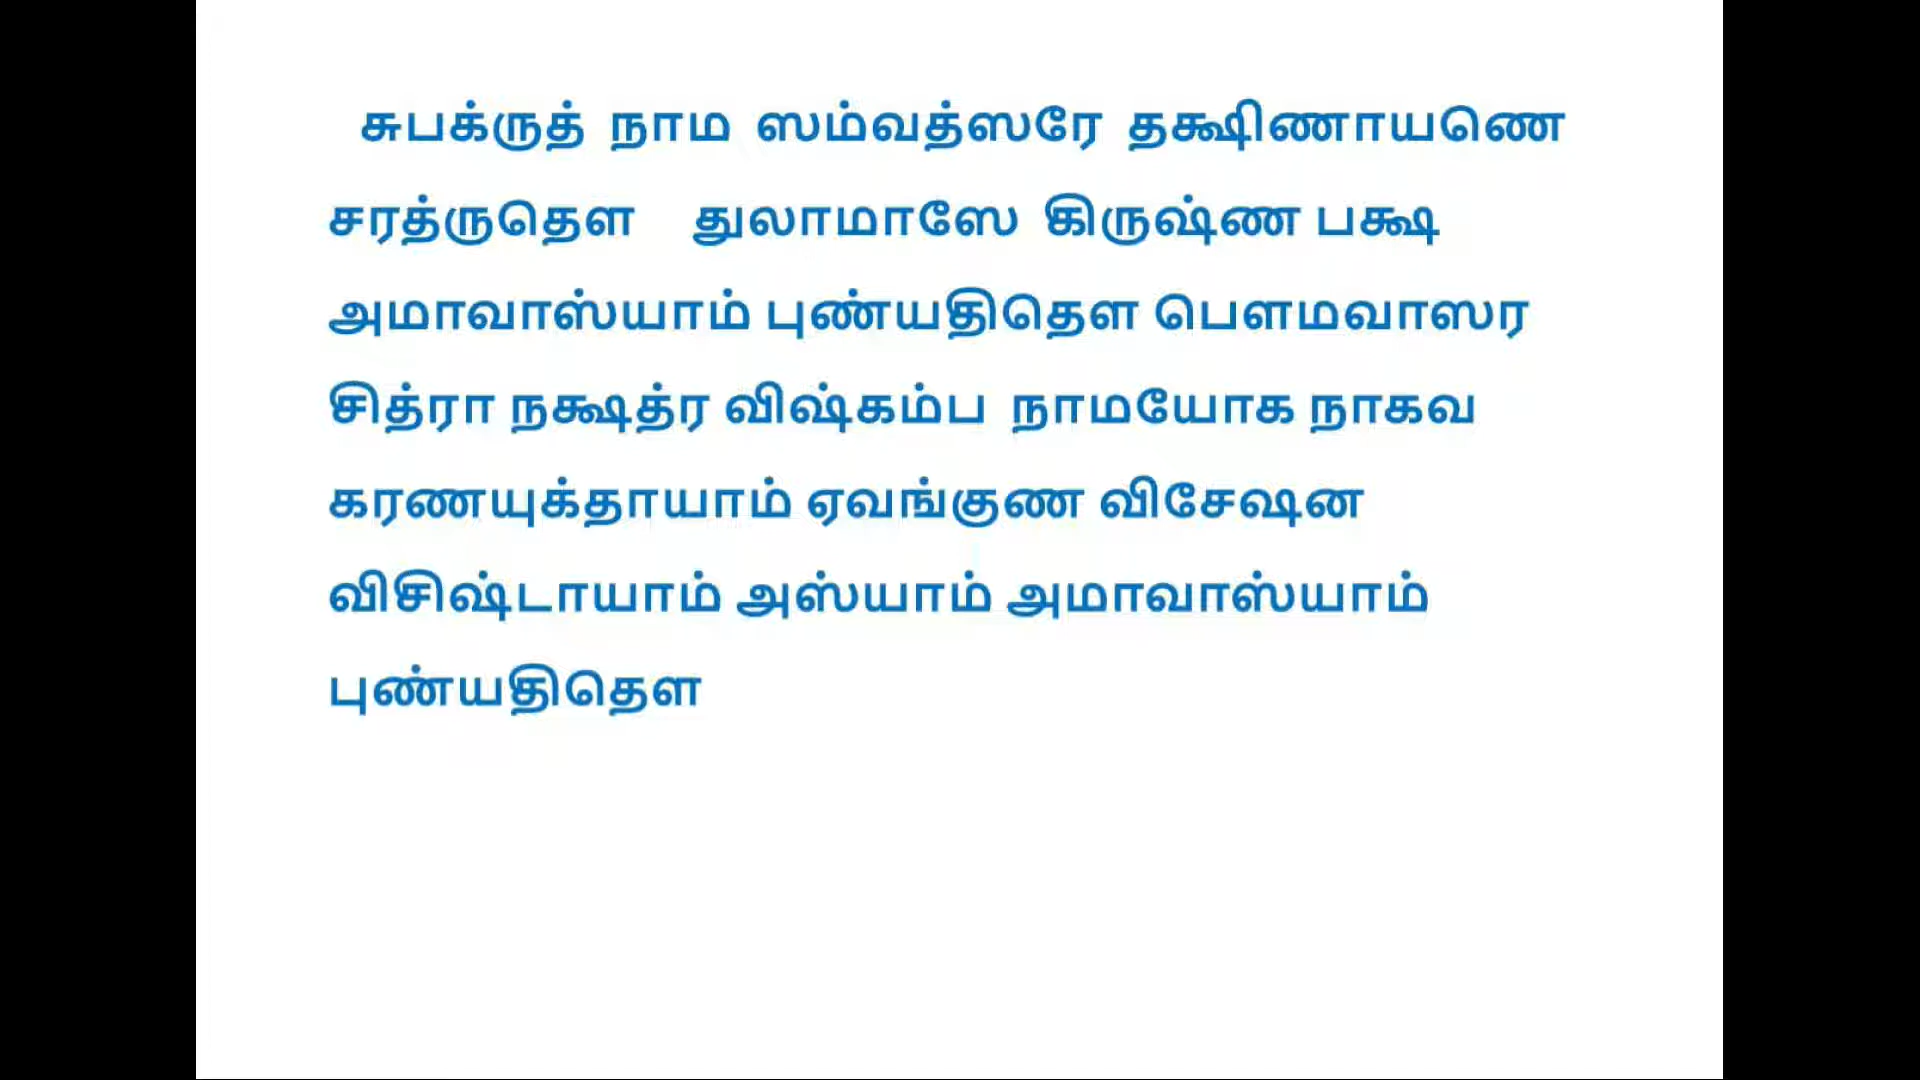 சுபக்ருத் நாம ஸம்வத்ஸரே தக்ஷிணாயணெ
சரத்ருதௌ துலாமாஸே கிருஷ்ண பக்ஷ
அமாவாஸ்யாம் புண்யதிதௌ பௌமவாஸர
சித்ரா நக்ஷத்ர விஷ்கம்ப நாமயோக நாகவ
கரணயுக்தாயாம் ஏவங்குண விசேஷன
விசிஷ்டாயாம் அஸ்யாம் அமாவாஸ்யாம்
புண்யதிதௌ